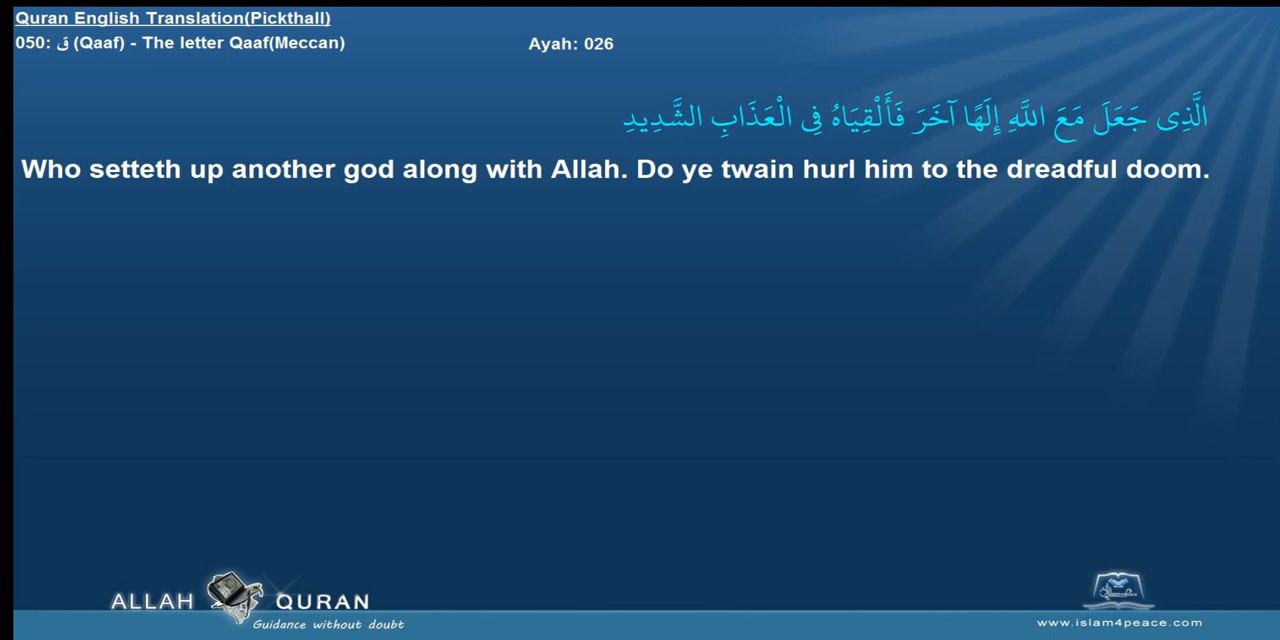 Quran English Translation(Pickthall)
050: ق (Qaaf) - The letter Qaaf(Meccan) Ayah: 026
الَّذِى جَعَلَ مَعَ اللَّهِ إِلَهًا آخَرَ فَأَلْقِيَاهُ فِى الْعَذَابِ الشَّدِيدِ
Who setteth up another god along with Allah. Do ye twain hurl him to the dreadful doom.
ALLAH QURAN
Guidance without doubt
www.islam4peace.com